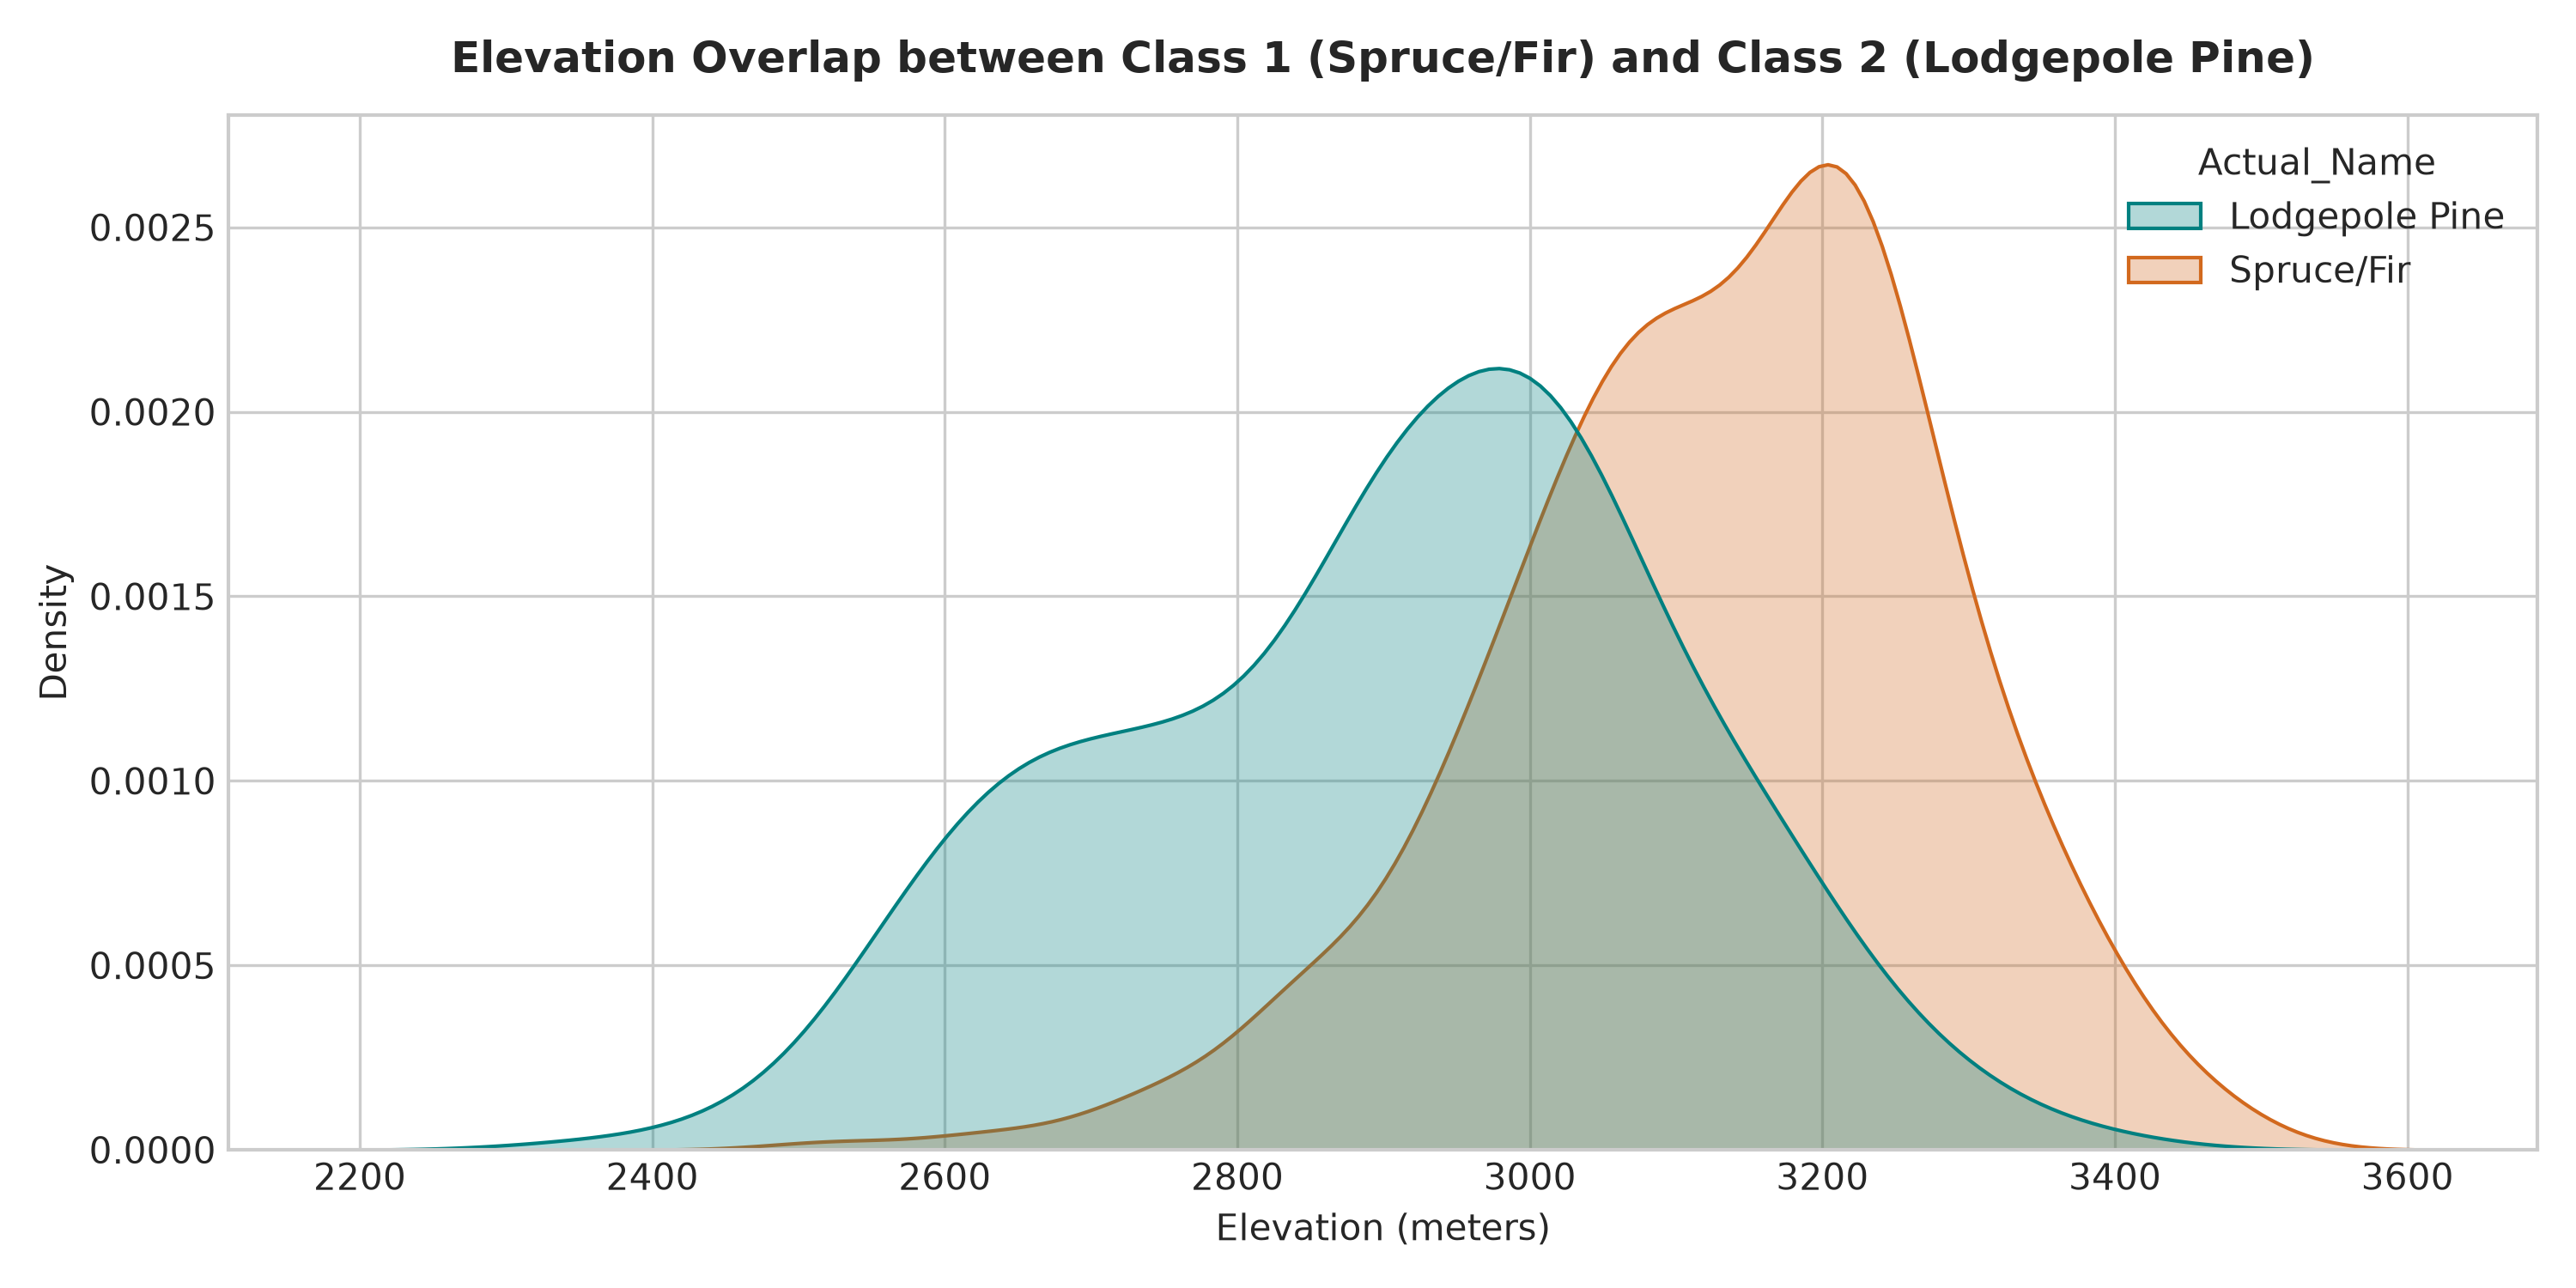 Elevation Overlap between Class 1 (Spruce/Fir) and Class 2 (Lodgepole Pine)
Actual_Name
Lodgepole Pine
Spruce/Fir
Density
0.0025
0.0020
0.0015
0.0010
0.0005
0.0000
2200 2400 2600 2800 3000 3200 3400 3600
Elevation (meters)